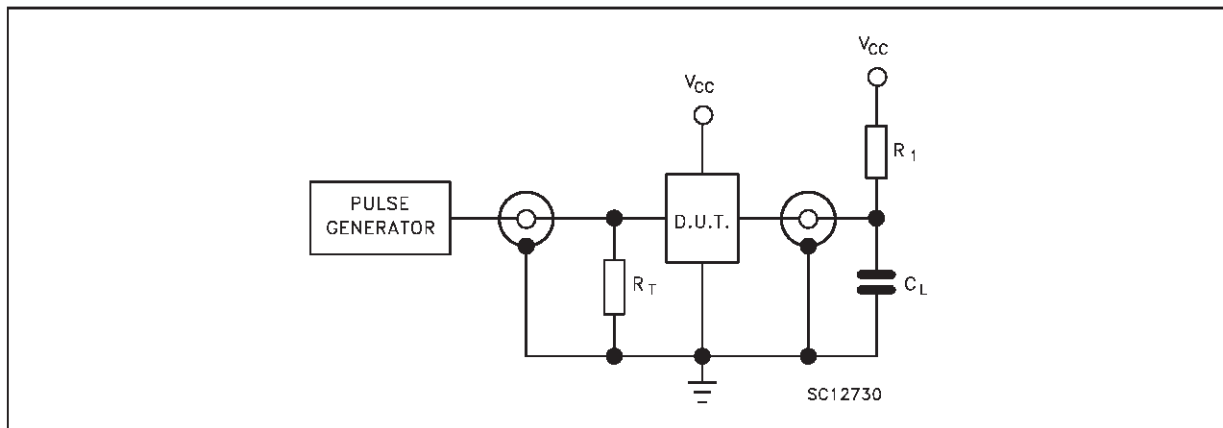 VCC
VCC
R1
PULSE
GENERATOR
D.U.T.
RT
CL
SC12730